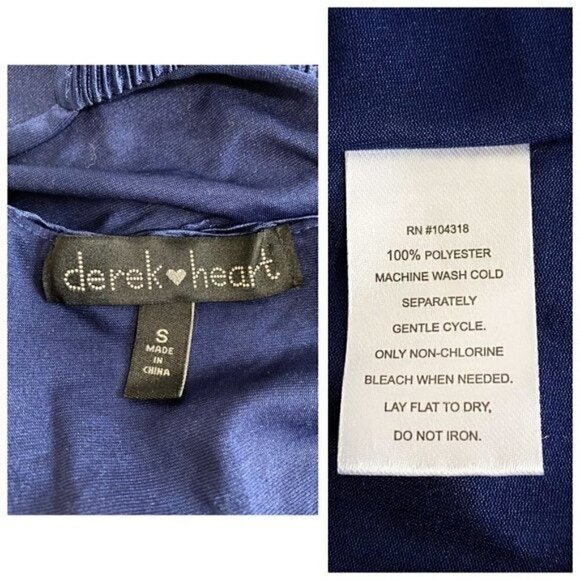 derek♥heart
S
MADE
IN
CHINA
RN #104318
100% POLYESTER
MACHINE WASH COLD
SEPARATELY
GENTLE CYCLE.
ONLY NON-CHLORINE
BLEACH WHEN NEEDED.
LAY FLAT TO DRY,
DO NOT IRON.